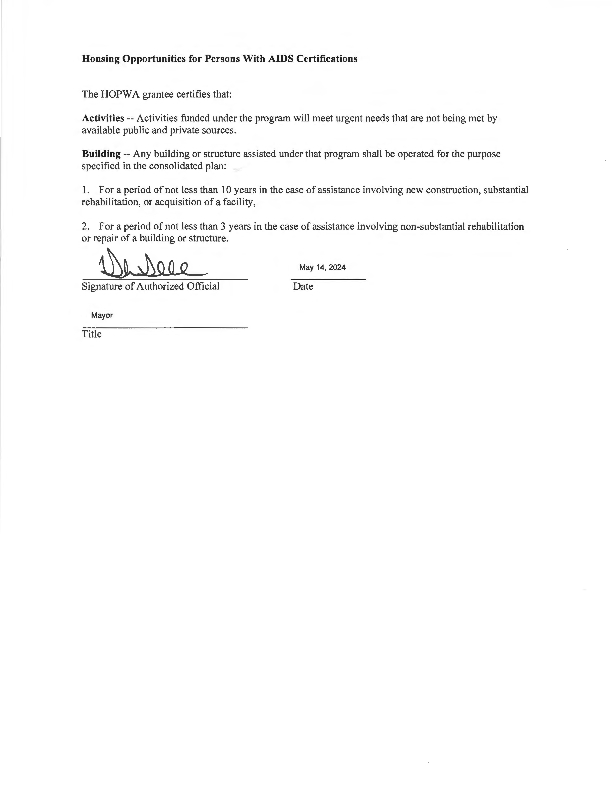 Housing Opportunities for Persons With AIDS Certifications
The HOPWA grantee certifies that:
Activities -- Activities funded under the program will meet urgent needs that are not being met by
available public and private sources.
Building -- Any building or structure assisted under that program shall be operated for the purpose
specified in the consolidated plan:
1. For a period of not less than 10 years in the case of assistance involving new construction, substantial
rehabilitation, or acquisition of a facility,
2. For a period of not less than 3 years in the case of assistance involving non-substantial rehabilitation
or repair of a building or structure.
May 14, 2024
Signature of Authorized Official Date
Mayor
Title